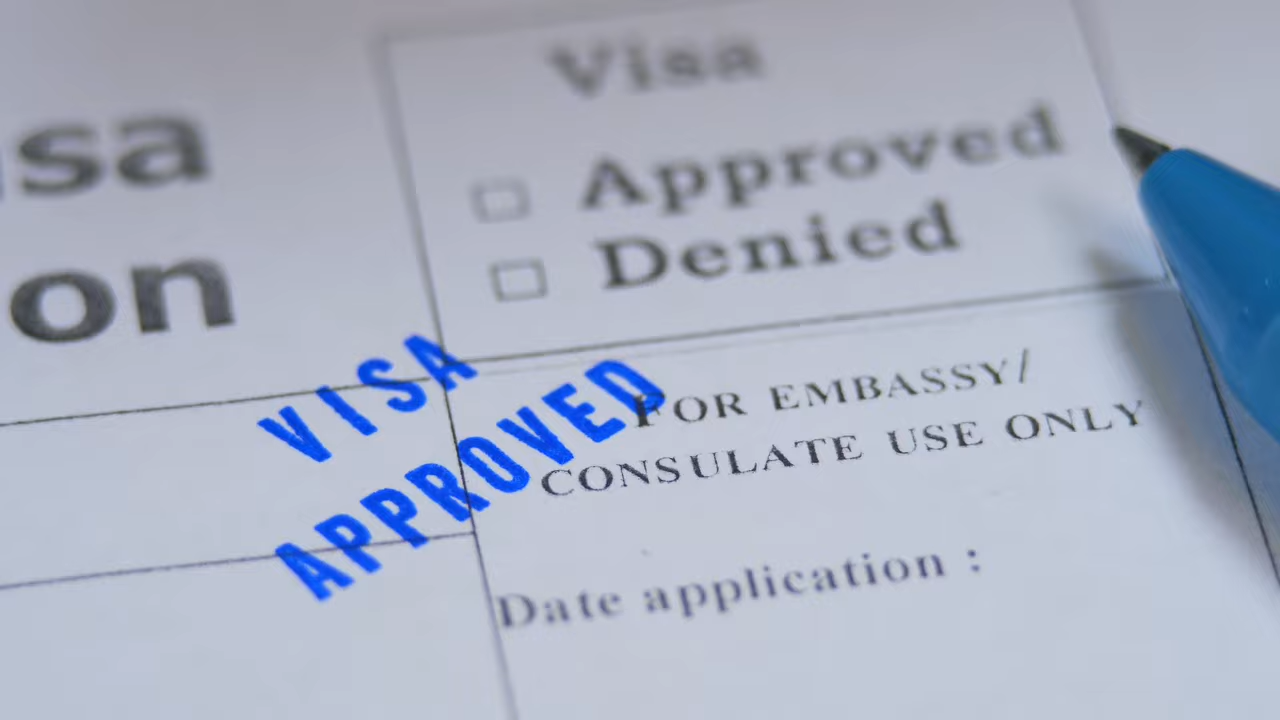 Visa
Approved
Denied
sa
on
VISA
APPROVED
FOR EMBASSY/
CONSULATE USE ONLY
Date application :